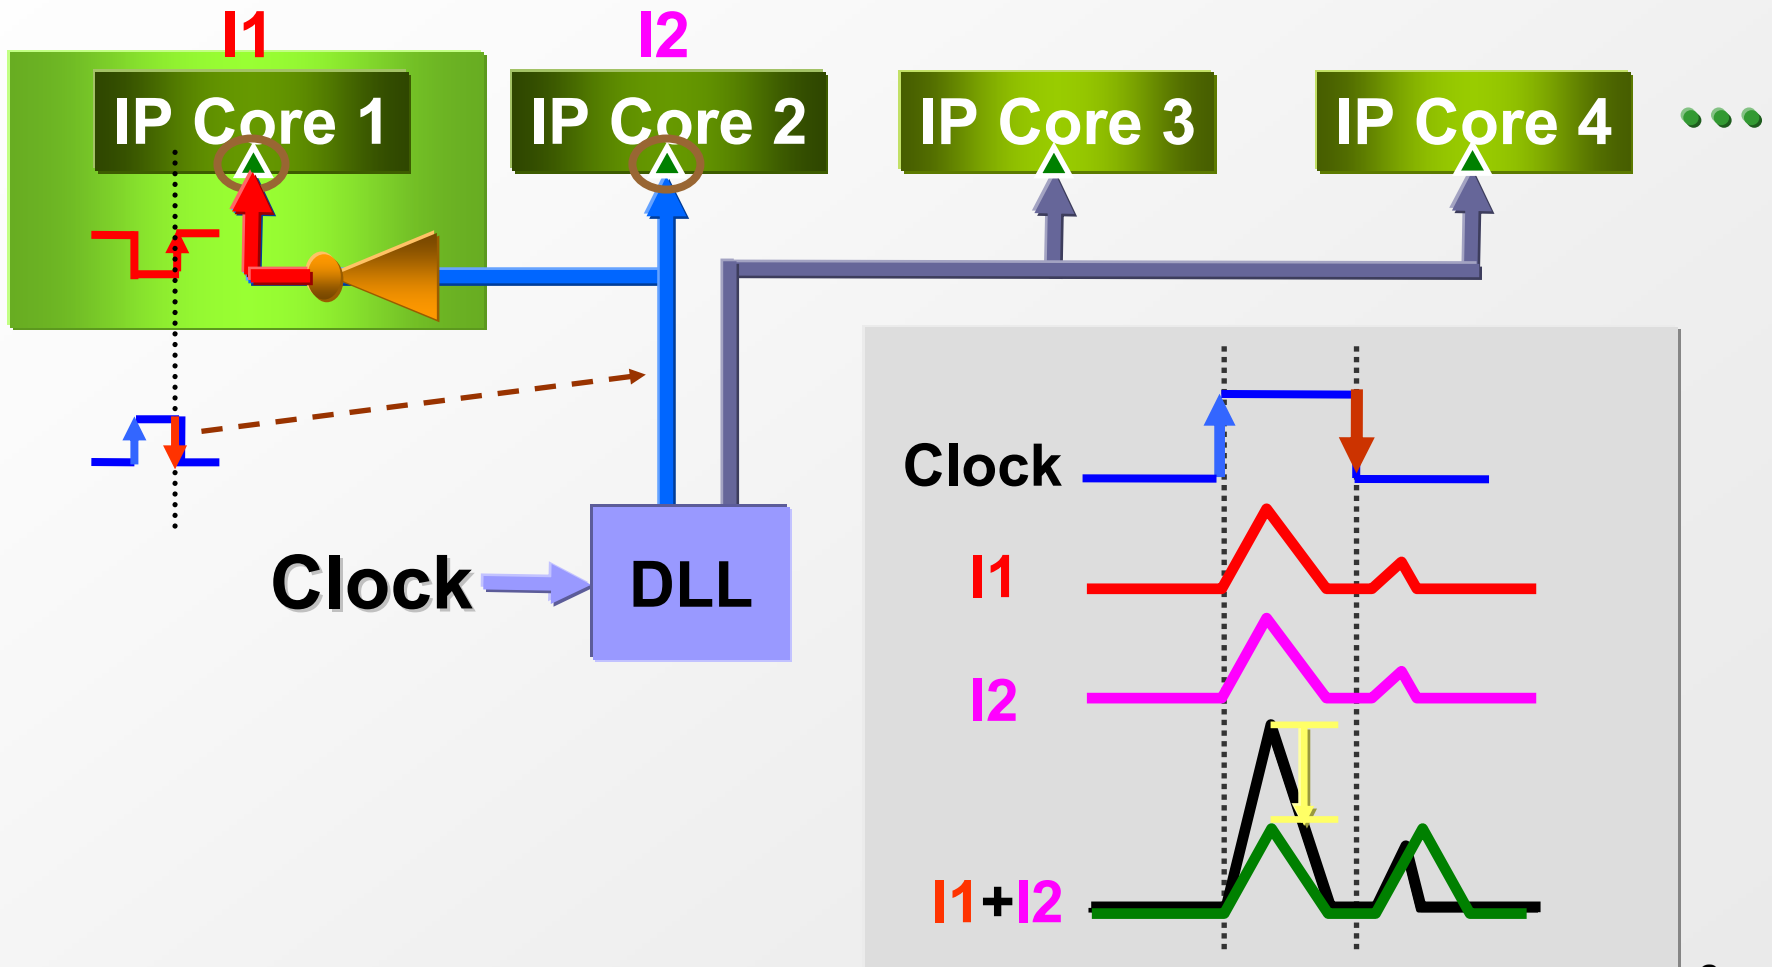 I1
I2
IP Core 1
IP Core 2
IP Core 3
IP Core 4
Clock
DLL
Clock
I1
I2
I1+I2